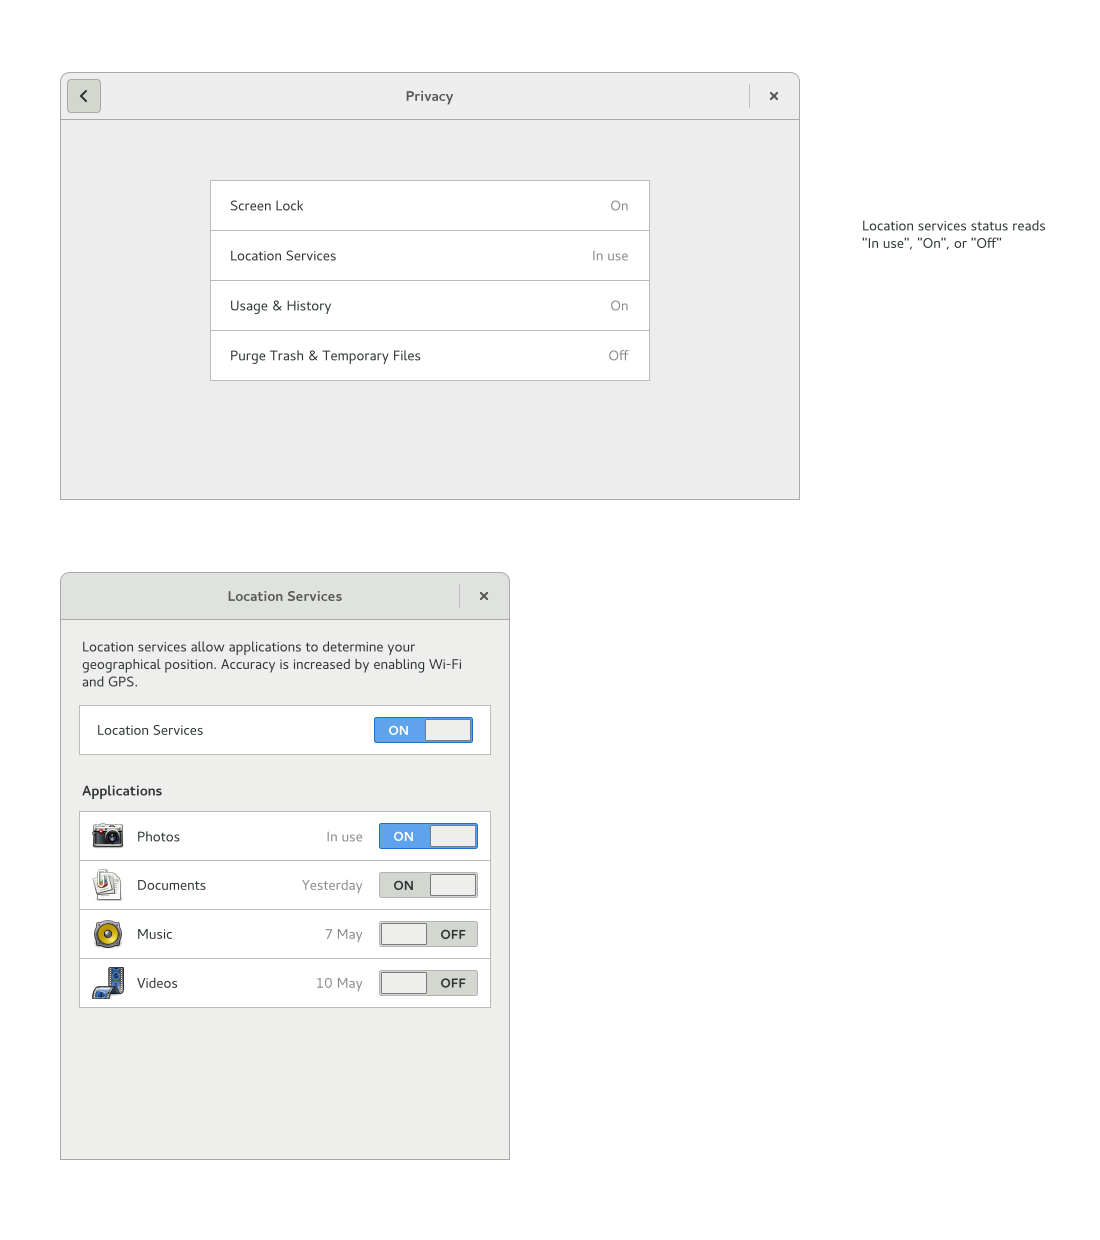 Privacy
Screen Lock On
Location Services In use
Usage & History On
Purge Trash & Temporary Files Off
Location services status reads
"In use", "On", or "Off"
Location Services
Location services allow applications to determine your
geographical position. Accuracy is increased by enabling Wi-Fi
and GPS.
Location Services ON
Applications
Photos In use ON
Documents Yesterday ON
Music 7 May OFF
Videos 10 May OFF